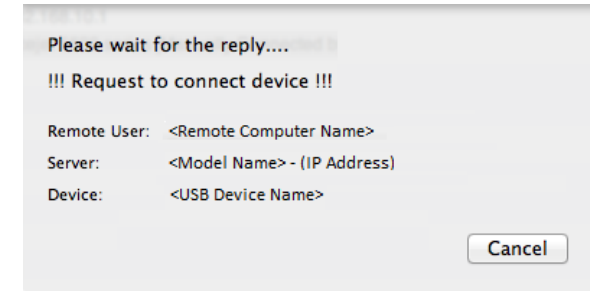 Please wait for the reply....
!!! Request to connect device !!!
Remote User: <Remote Computer Name>
Server: <Model Name> - (IP Address)
Device: <USB Device Name>
Cancel